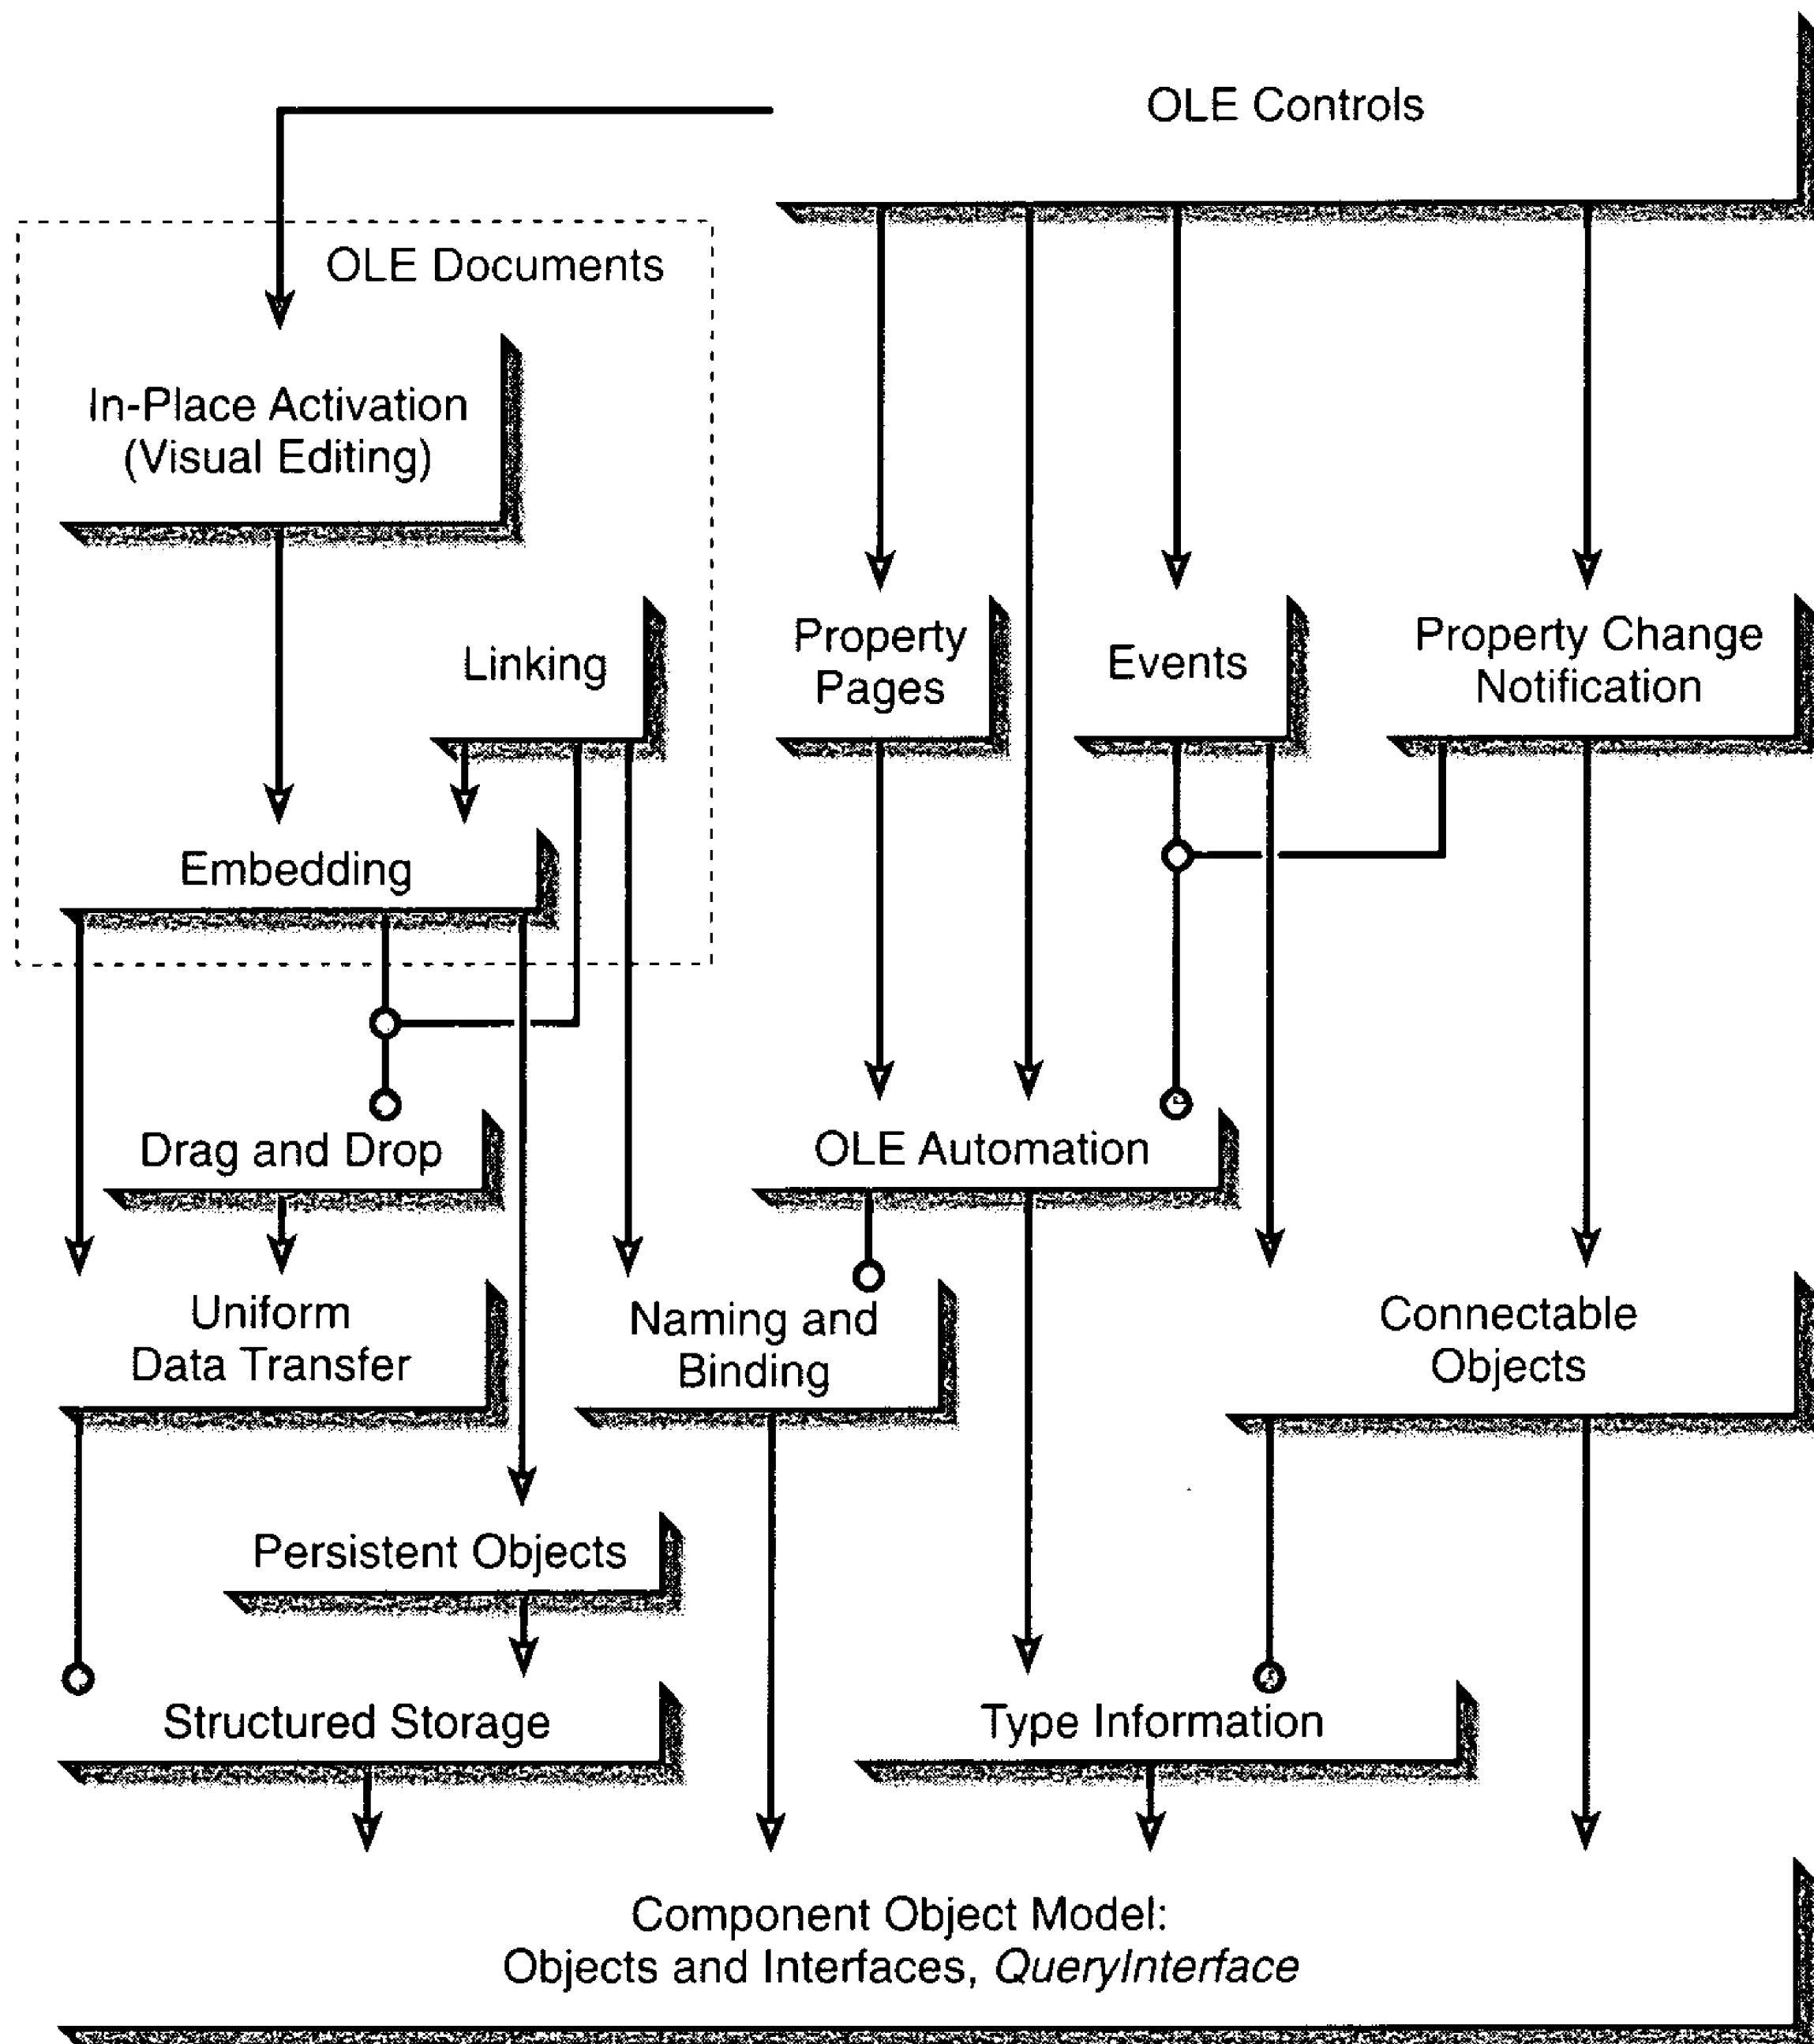 OLE Controls
OLE Documents
In-Place Activation
(Visual Editing)
Linking
Property
Pages
Events
Property Change
Notification
Embedding
Drag and Drop
OLE Automation
Uniform
Data Transfer
Naming and
Binding
Connectable
Objects
Persistent Objects
Structured Storage
Type Information
Component Object Model:
Objects and Interfaces, QueryInterface